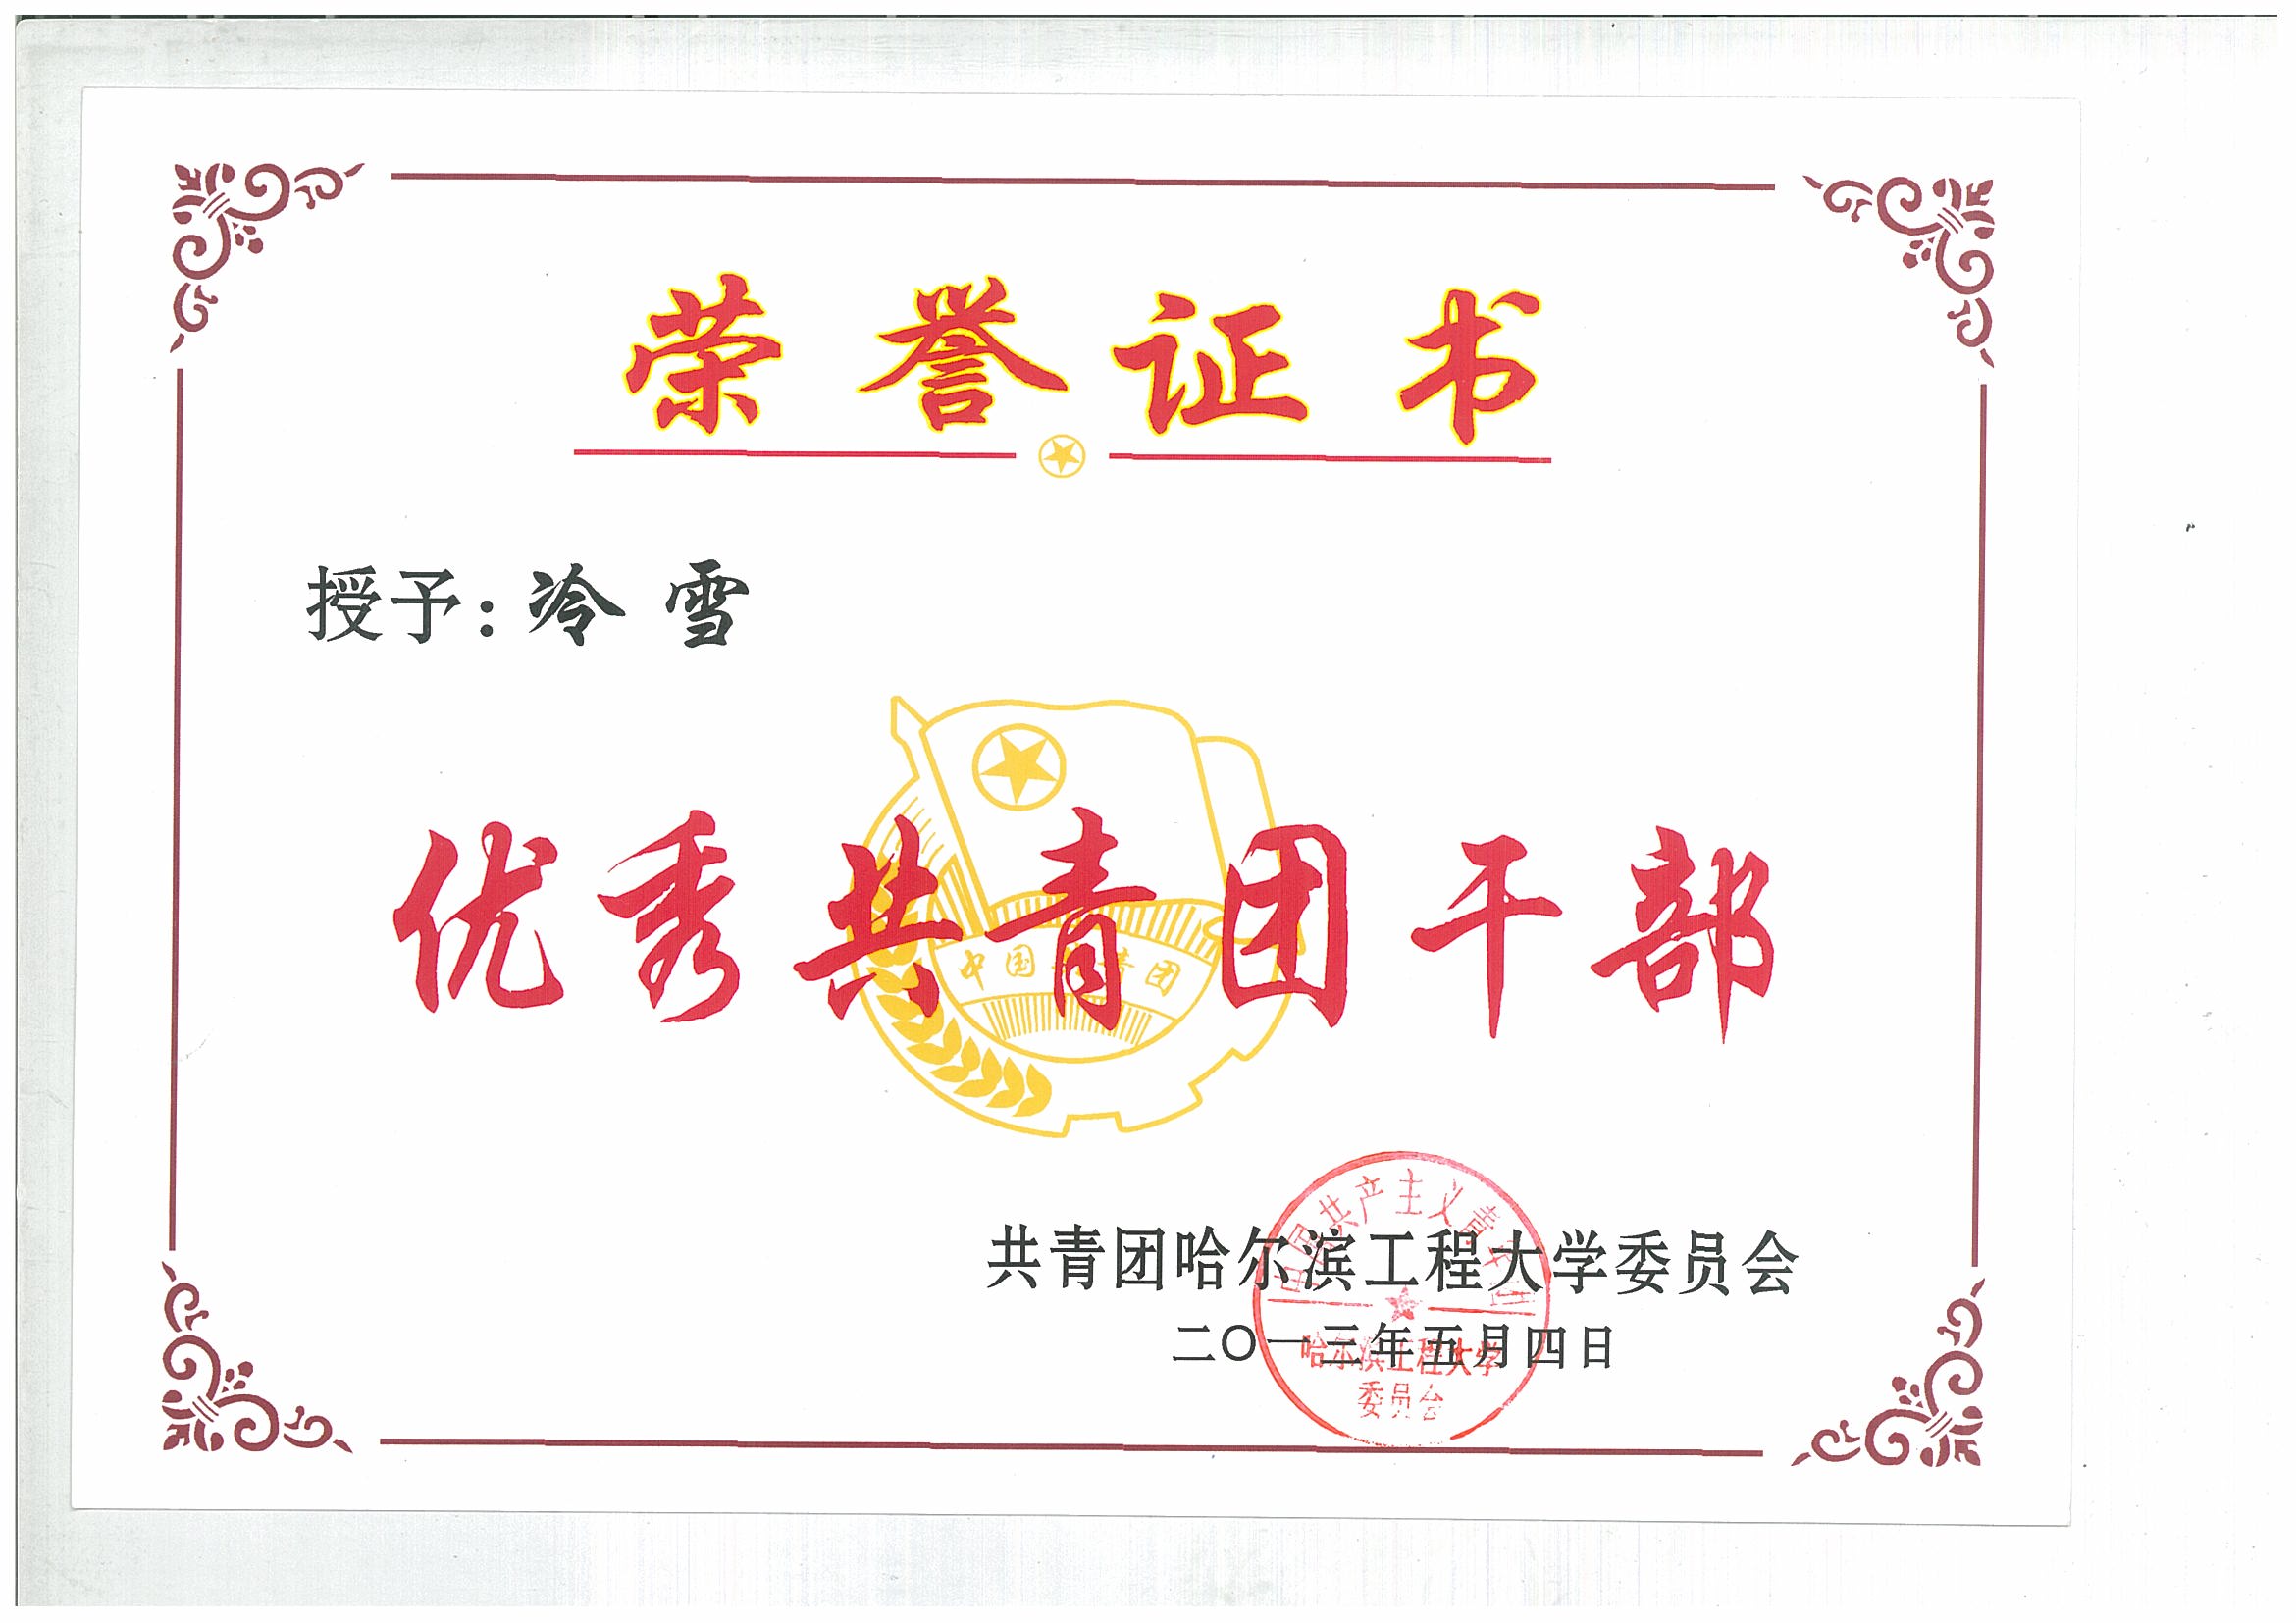 荣誉证书
授予：冷雪
优秀共青团干部
中国共青团
共青团哈尔滨工程大学委员会
二〇一三年五月四日
中国共产主义青年团
哈尔滨工程大学
委员会